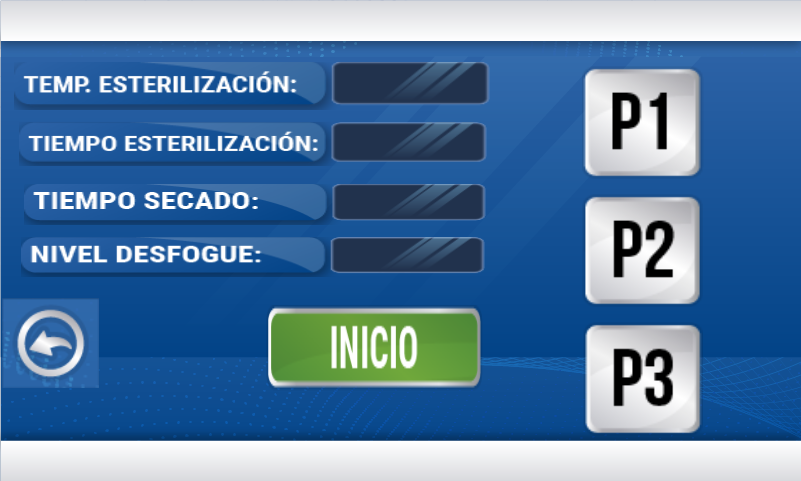 TEMP. ESTERILIZACIÓN:
TIEMPO ESTERILIZACIÓN:
TIEMPO SECADO:
NIVEL DESFOGUE:
INICIO
P1
P2
P3